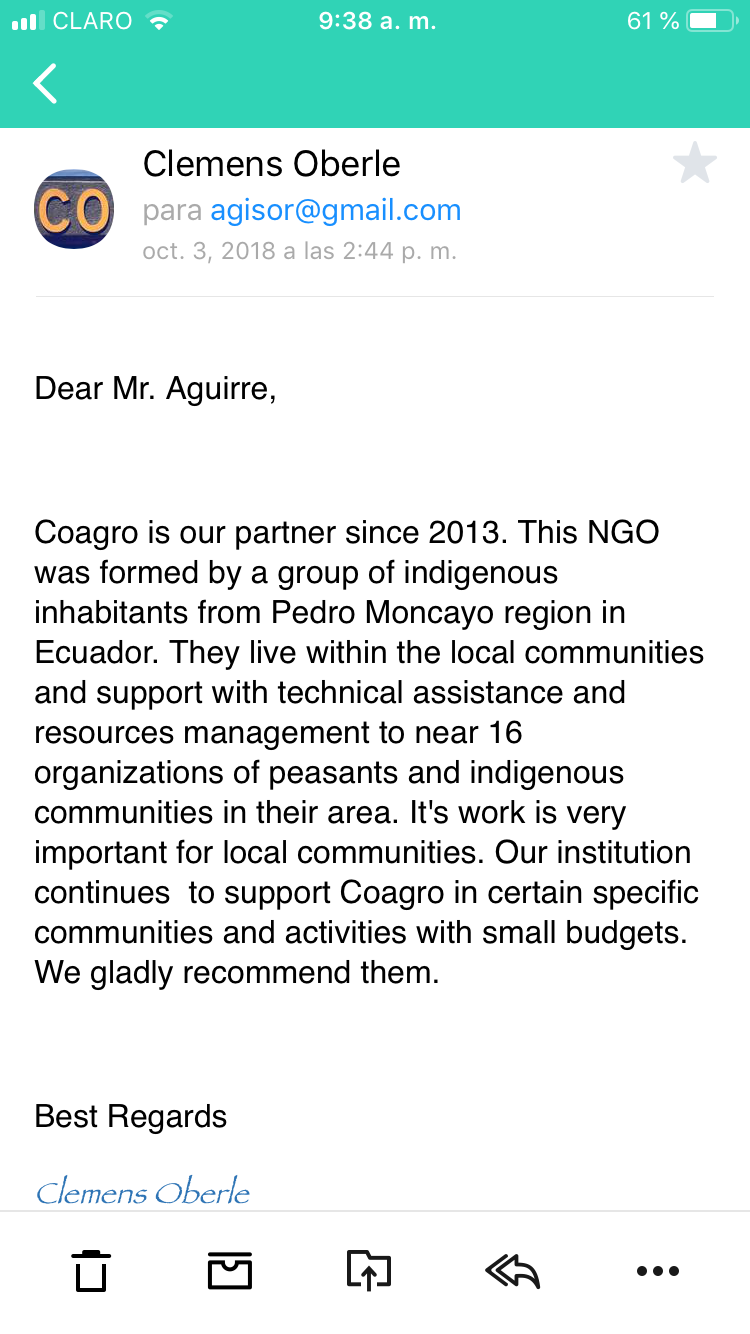 CLARO 9:38 a. m. 61 %
CO
Clemens Oberle
para agisor@gmail.com
oct. 3, 2018 a las 2:44 p. m.
Dear Mr. Aguirre,
Coagro is our partner since 2013. This NGO
was formed by a group of indigenous
inhabitants from Pedro Moncayo region in
Ecuador. They live within the local communities
and support with technical assistance and
resources management to near 16
organizations of peasants and indigenous
communities in their area. It's work is very
important for local communities. Our institution
continues  to support Coagro in certain specific
communities and activities with small budgets.
We gladly recommend them.
Best Regards
Clemens Oberle